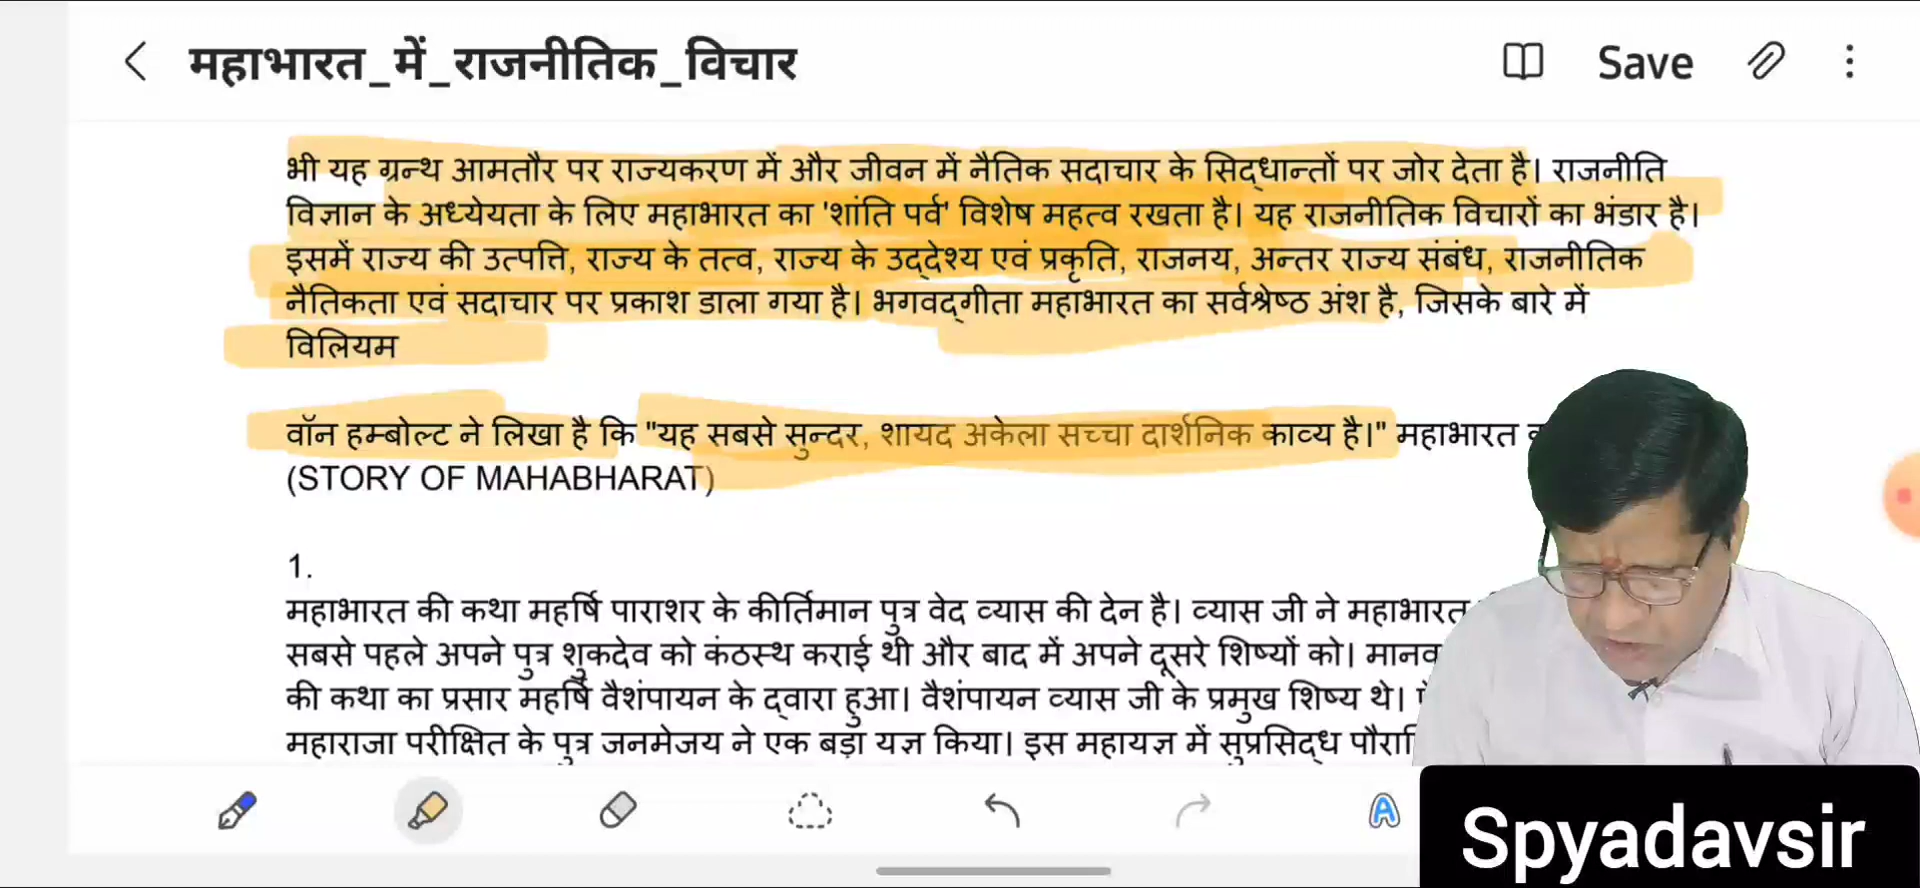 महाभारत_में_राजनीतिक_विचार
Save
भी यह ग्रन्थ आमतौर पर राज्यकरण में और जीवन में नैतिक सदाचार के सिद्धान्तों पर जोर देता है। राजनीति
विज्ञान के अध्येयता के लिए महाभारत का 'शांति पर्व' विशेष महत्व रखता है। यह राजनीतिक विचारों का भंडार है।
इसमें राज्य की उत्पत्ति, राज्य के तत्व, राज्य के उद्देश्य एवं प्रकृति, राजनय, अन्तर राज्य संबंध, राजनीतिक
नैतिकता एवं सदाचार पर प्रकाश डाला गया है। भगवद्गीता महाभारत का सर्वश्रेष्ठ अंश है, जिसके बारे में
विलियम
वॉन हम्बोल्ट ने लिखा है कि "यह सबसे सुन्दर, शायद अकेला सच्चा दार्शनिक काव्य है।" महाभारत
(STORY OF MAHABHARAT)
1.
महाभारत की कथा महर्षि पाराशर के कीर्तिमान पुत्र वेद व्यास की देन है। व्यास जी ने महाभारत
सबसे पहले अपने पुत्र शुकदेव को कंठस्थ कराई थी और बाद में अपने दूसरे शिष्यों को। मानव
की कथा का प्रसार महर्षि वैशंपायन के द्वारा हुआ। वैशंपायन व्यास जी के प्रमुख शिष्य थे।
महाराजा परीक्षित के पुत्र जनमेजय ने एक बड़ा यज्ञ किया। इस महायज्ञ में सुप्रसिद्ध
A
Spyadavsir